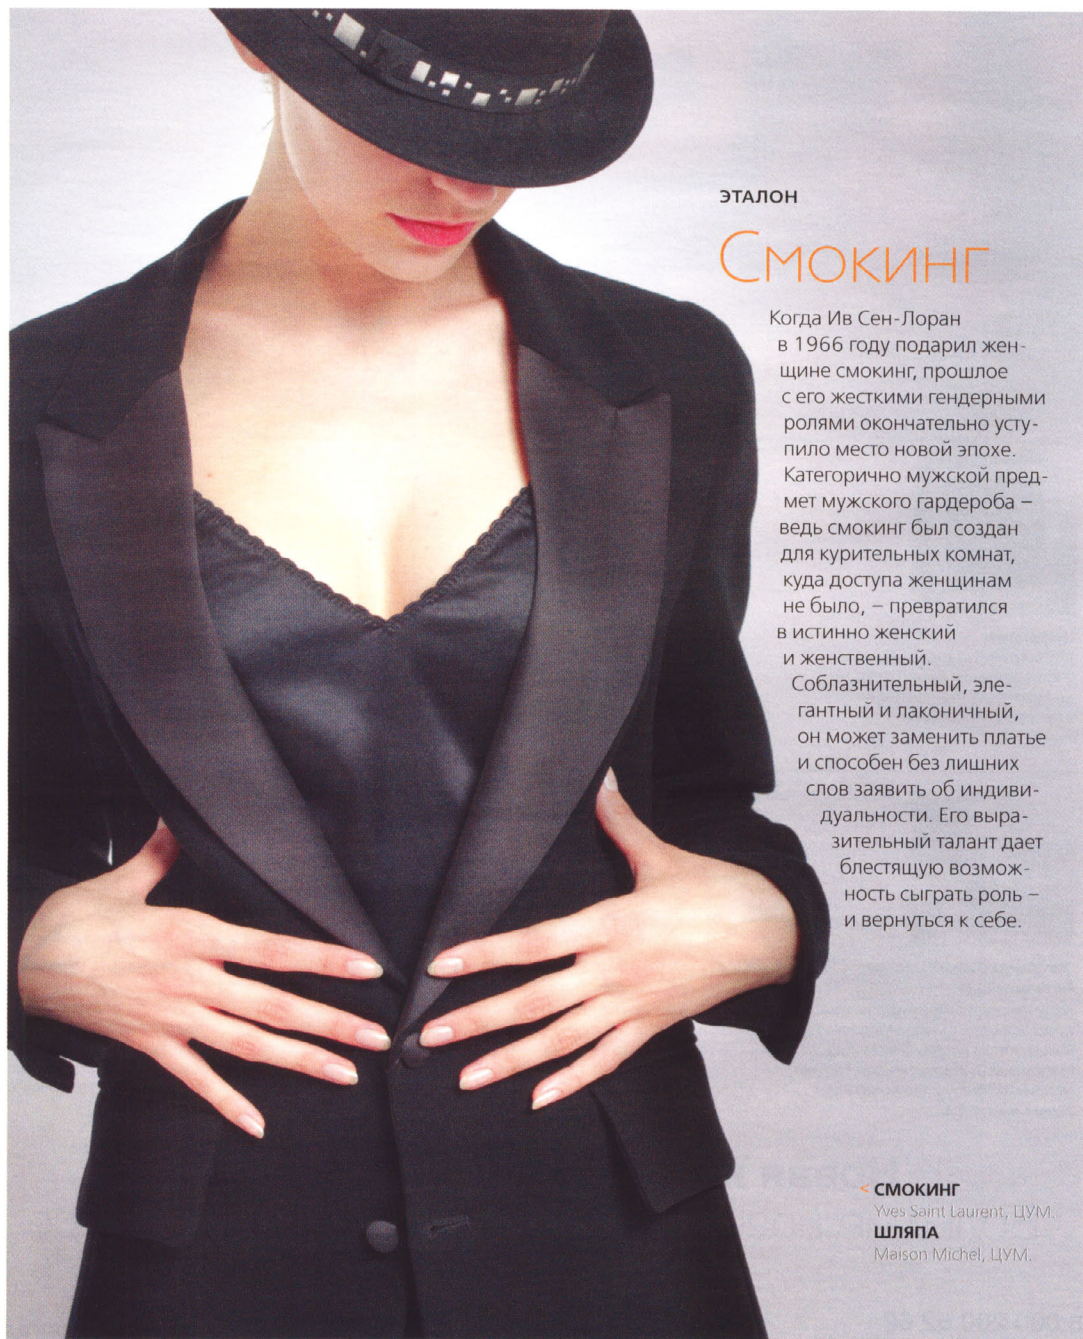 ЭТАЛОН
Смокинг
Когда Ив Сен-Лоран
в 1966 году подарил жен-
щине смокинг, прошлое
с его жесткими гендерными
ролями окончательно усту-
пило место новой эпохе.
Категорично мужской пред-
мет мужского гардероба –
ведь смокинг был создан
для курительных комнат,
куда доступа женщинам
не было, – превратился
в истинно женский
и женственный.
Соблазнительный, эле-
гантный и лаконичный,
он может заменить платье
и способен без лишних
слов заявить об индиви-
дуальности. Его выра-
зительный талант дает
блестящую возмож-
ность сыграть роль –
и вернуться к себе.
< СМОКИНГ
Yves Saint Laurent, ЦУМ.
ШЛЯПА
Maison Michel, ЦУМ.